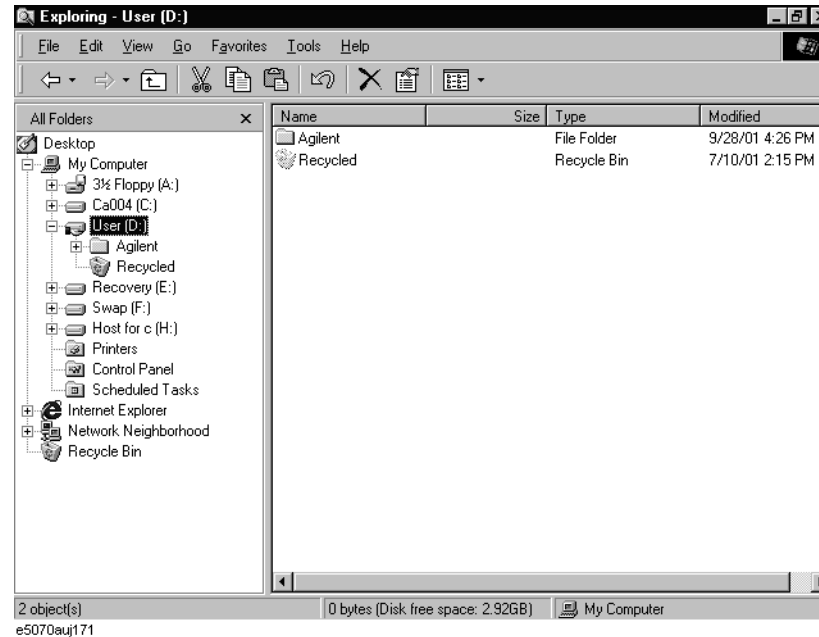 Exploring - User (D:)
File Edit View Go Favorites Tools Help
All Folders
Desktop
My Computer
3½ Floppy (A:)
Ca004 (C:)
User (D:)
Agilent
Recycled
Recovery (E:)
Swap (F:)
Host for c (H:)
Printers
Control Panel
Scheduled Tasks
Internet Explorer
Network Neighborhood
Recycle Bin
Name Size Type Modified
Agilent File Folder 9/28/01 4:26 PM
Recycled Recycle Bin 7/10/01 2:15 PM
2 object(s) 0 bytes (Disk free space: 2.92GB) My Computer
e5070auj171